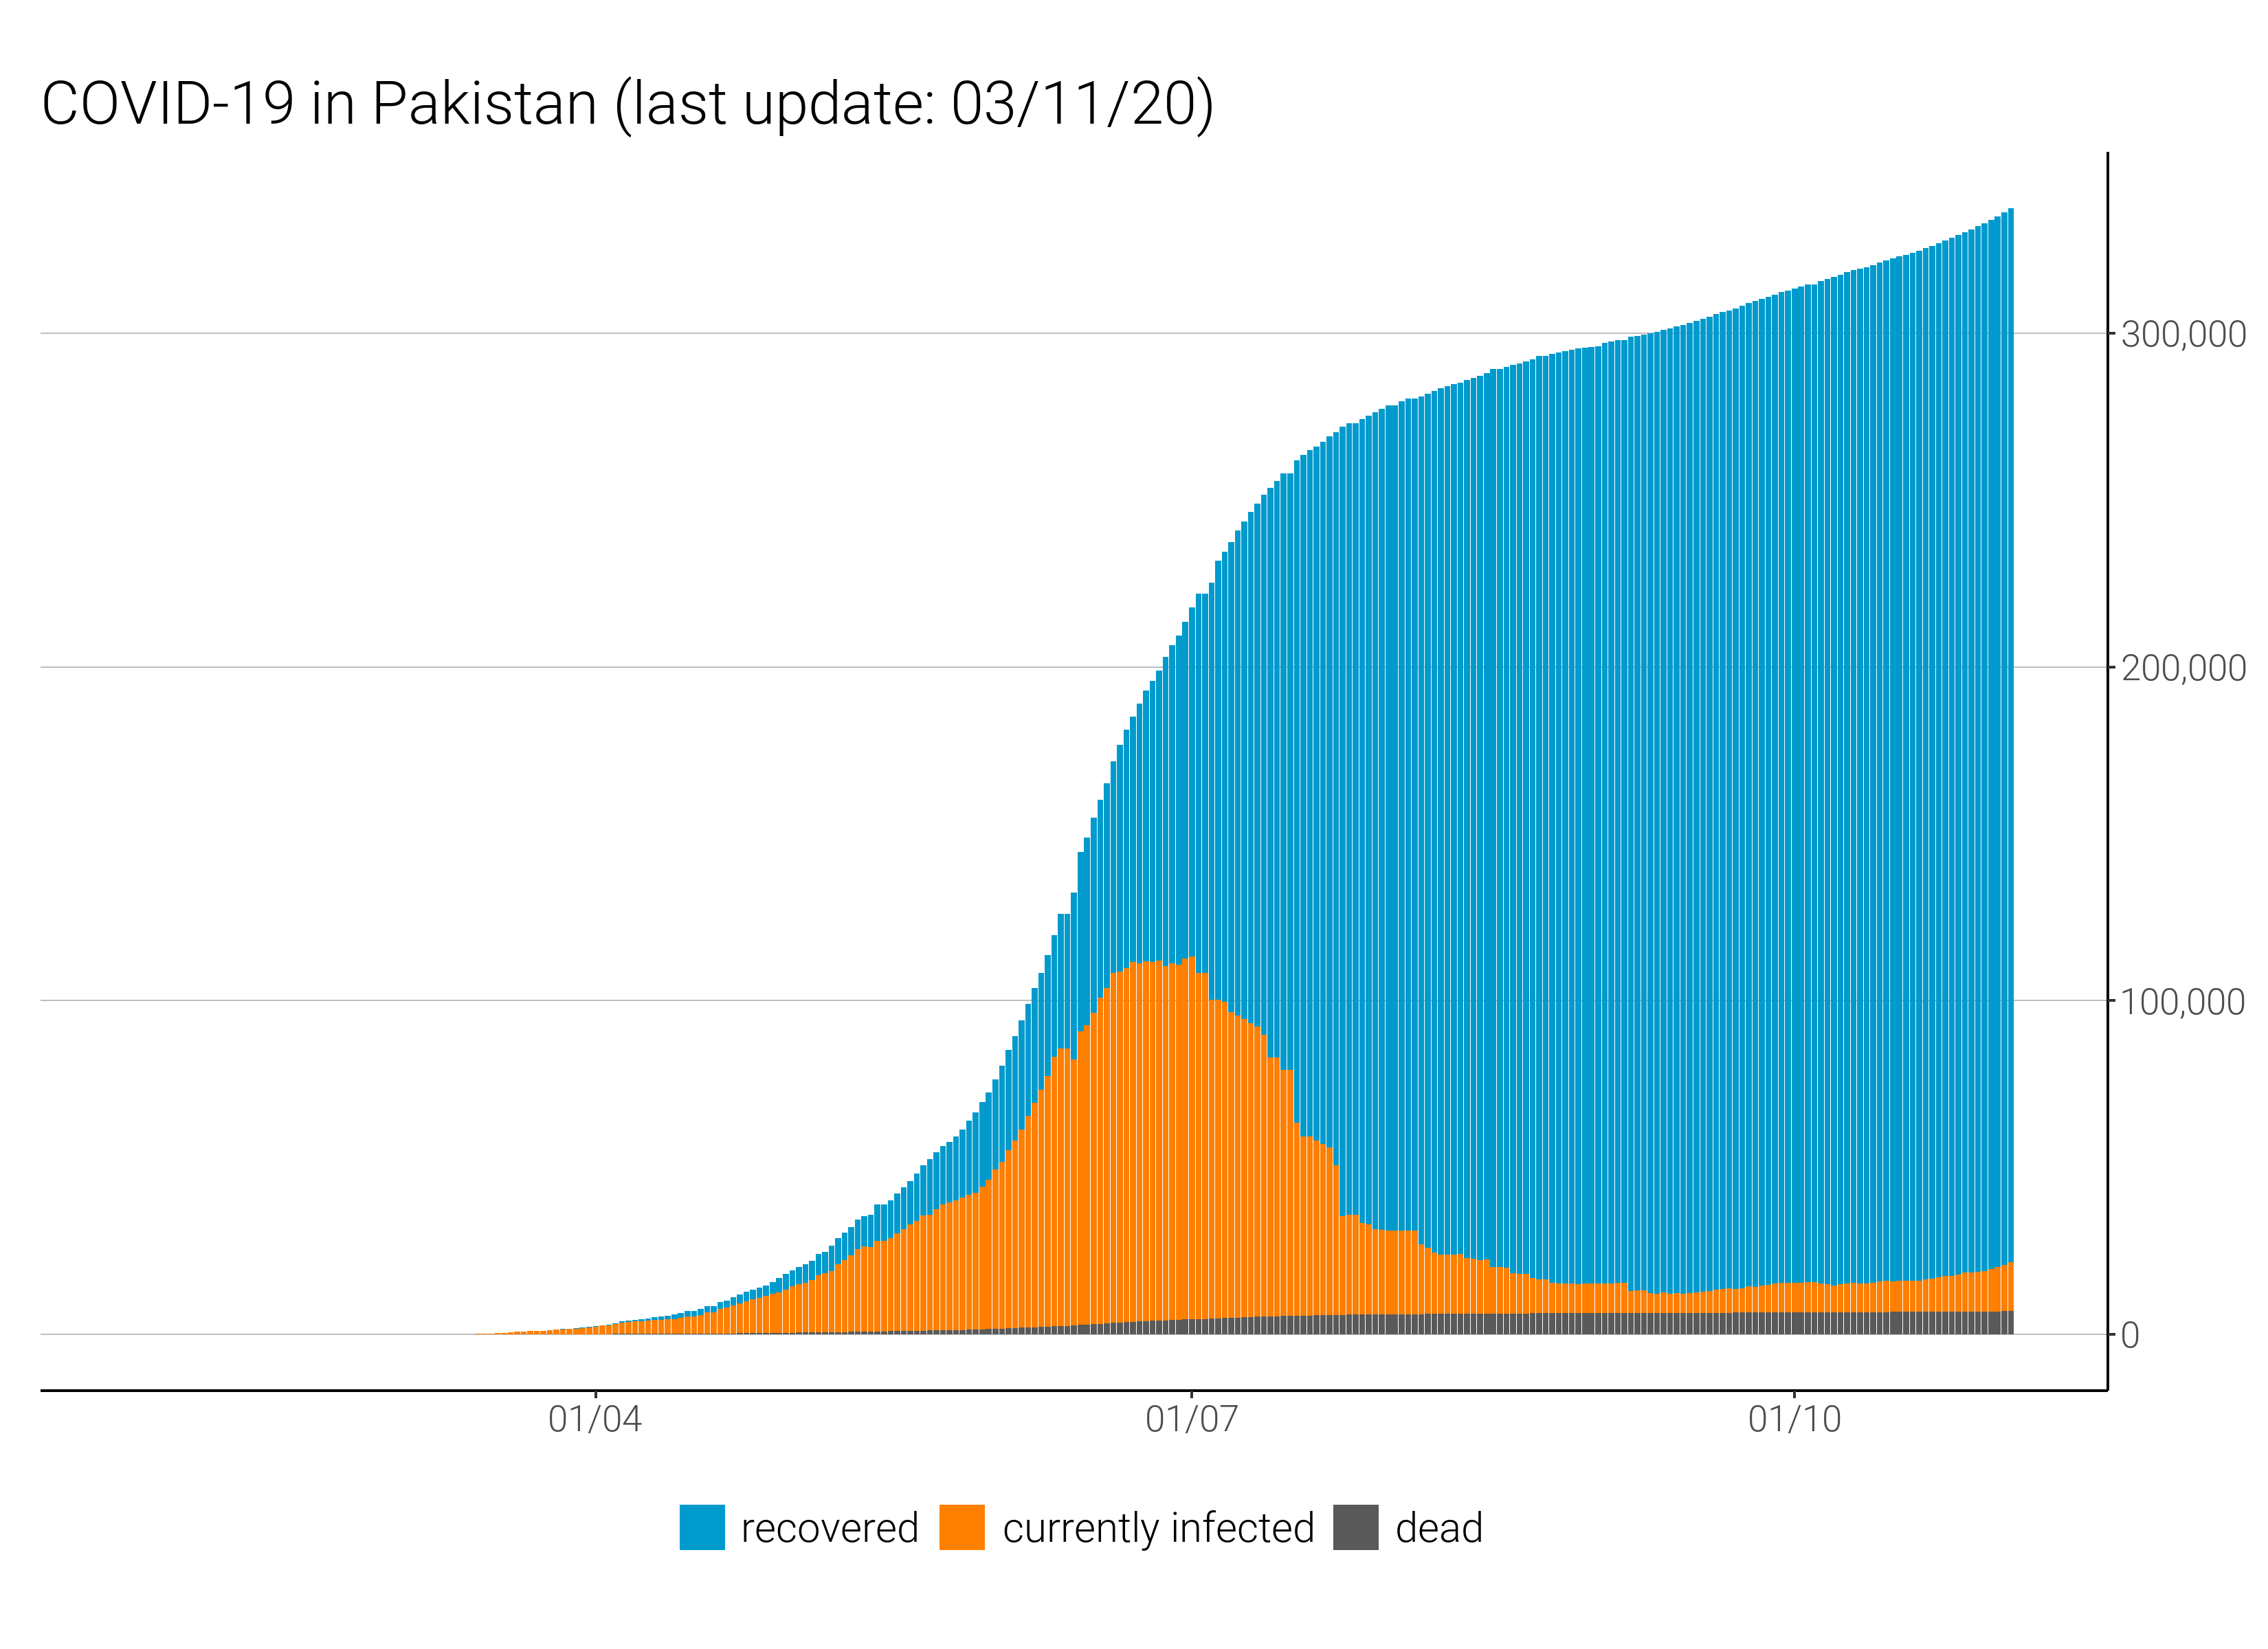 COVID-19 in Pakistan (last update: 03/11/20)
300,000
200,000
100,000
0
01/04 01/07 01/10
recovered currently infected dead